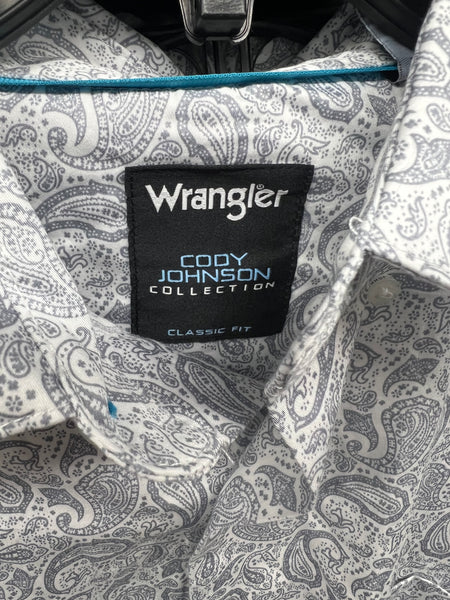 Wrangler®
CODY
JOHNSON
COLLECTION
CLASSIC FIT